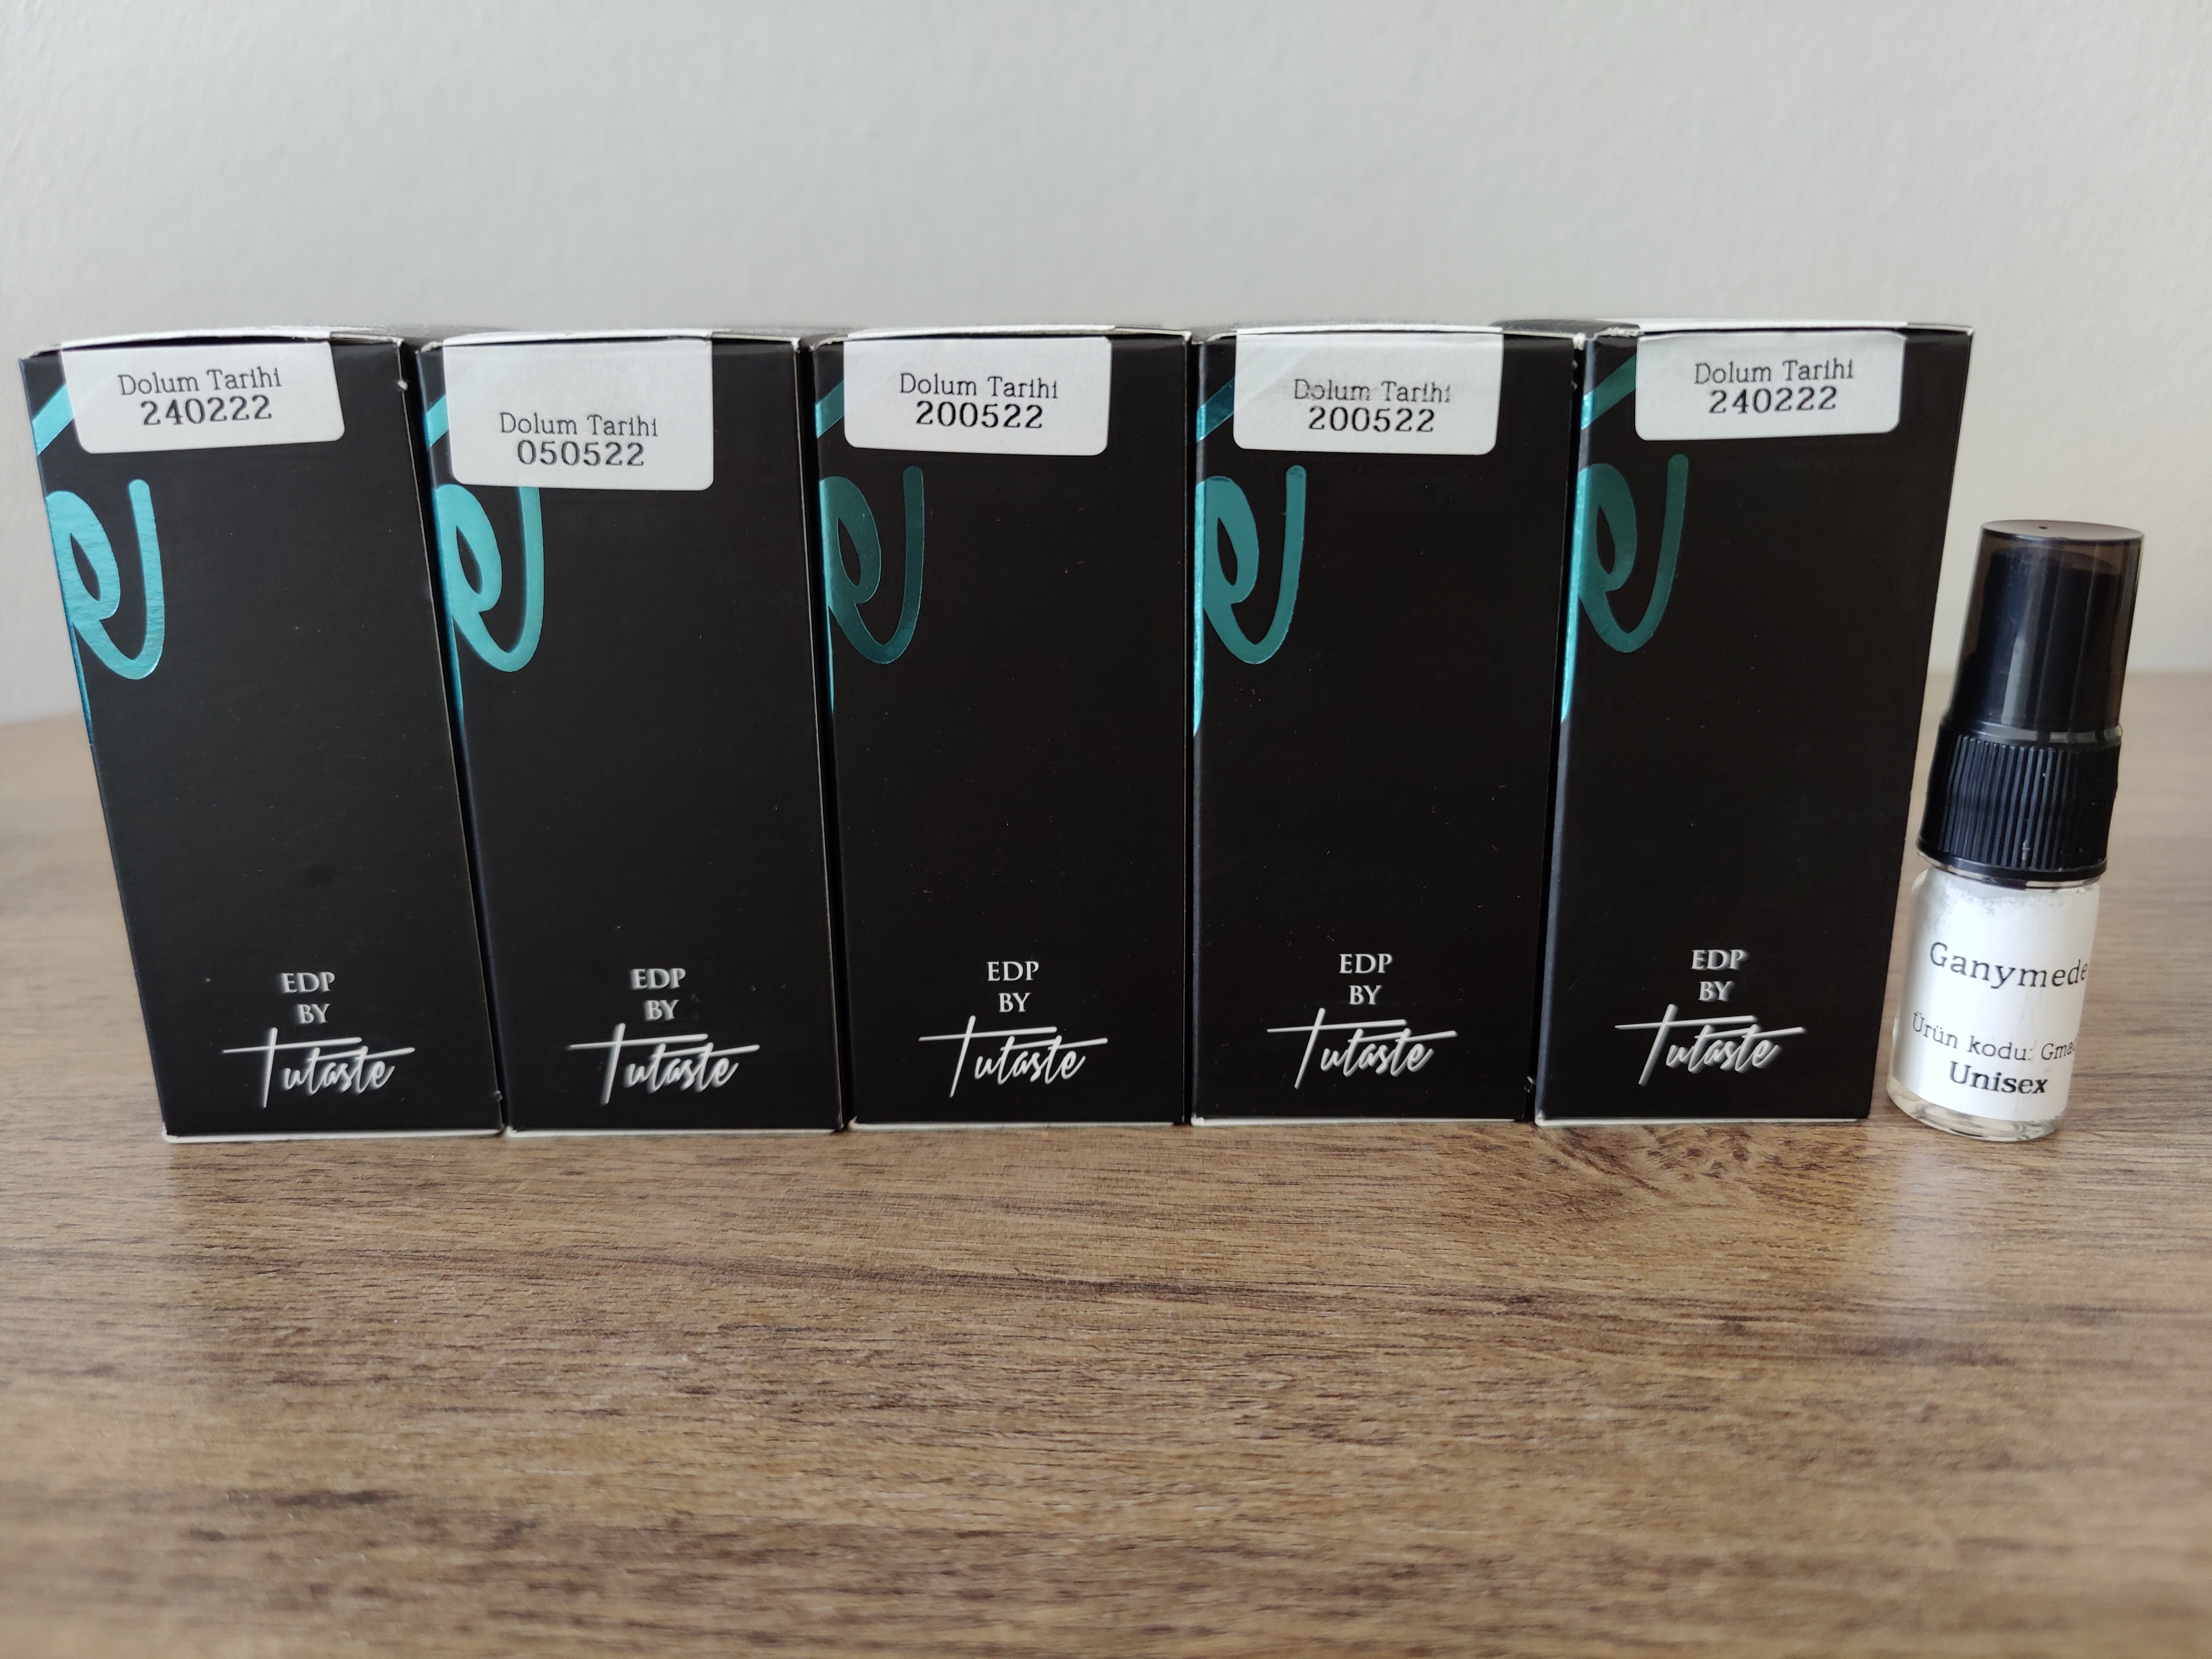 Dolum Tarihi
240222
EDP
BY
Tutaste
Dolum Tarihi
050522
EDP
BY
Tutaste
Dolum Tarihi
200522
EDP
BY
Tutaste
Dolum Tarihi
200522
EDP
BY
Tutaste
Dolum Tarihi
240222
EDP
BY
Tutaste
Ganymede
Ürün kodu:
Unisex